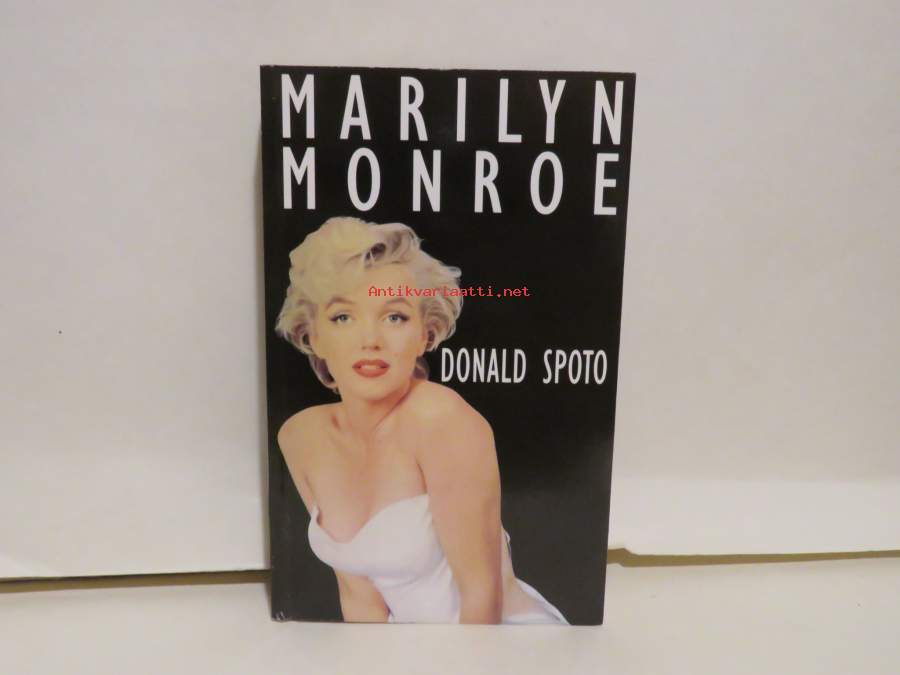 MARILYN
MONROE
Antikvariaatti.net
DONALD SPOTO